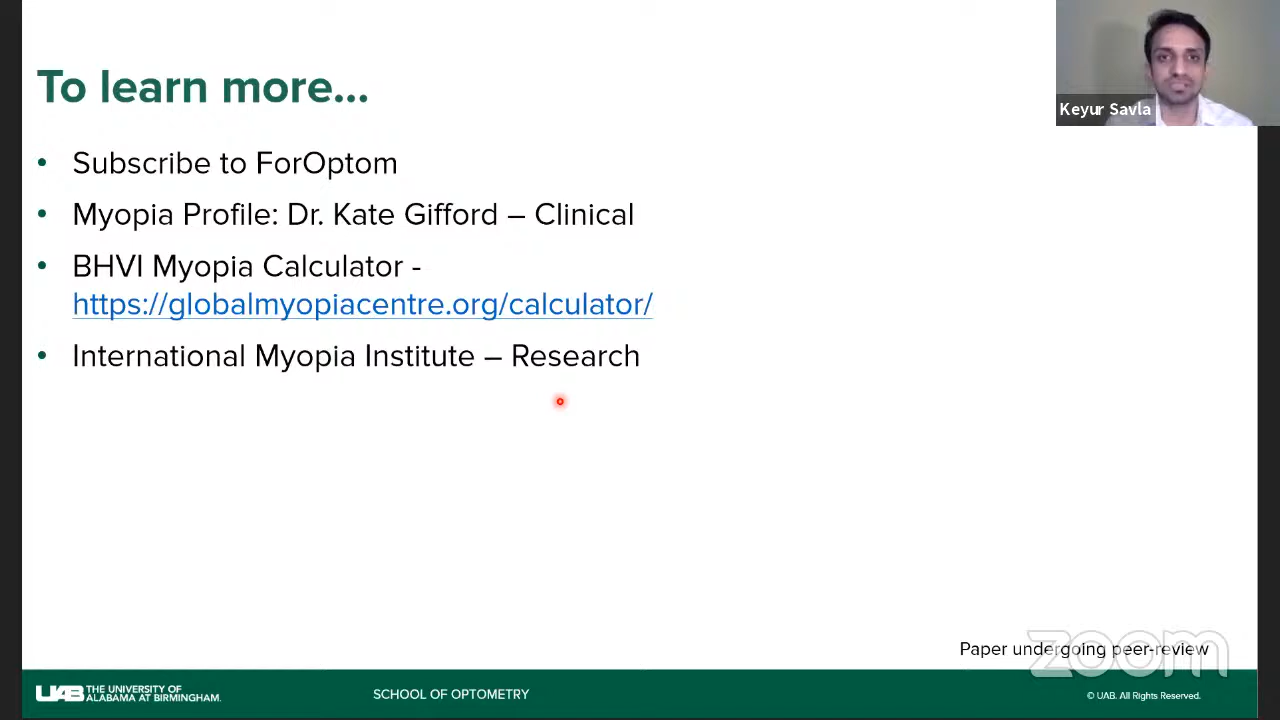 To learn more...
Keyur Savla
• Subscribe to ForOptom
• Myopia Profile: Dr. Kate Gifford – Clinical
• BHVI Myopia Calculator -
https://globalmyopiacentre.org/calculator/
• International Myopia Institute – Research
Paper undergoing peer-review
zoom
UAB THE UNIVERSITY OF
ALABAMA AT BIRMINGHAM.
SCHOOL OF OPTOMETRY
© UAB. All Rights Reserved.